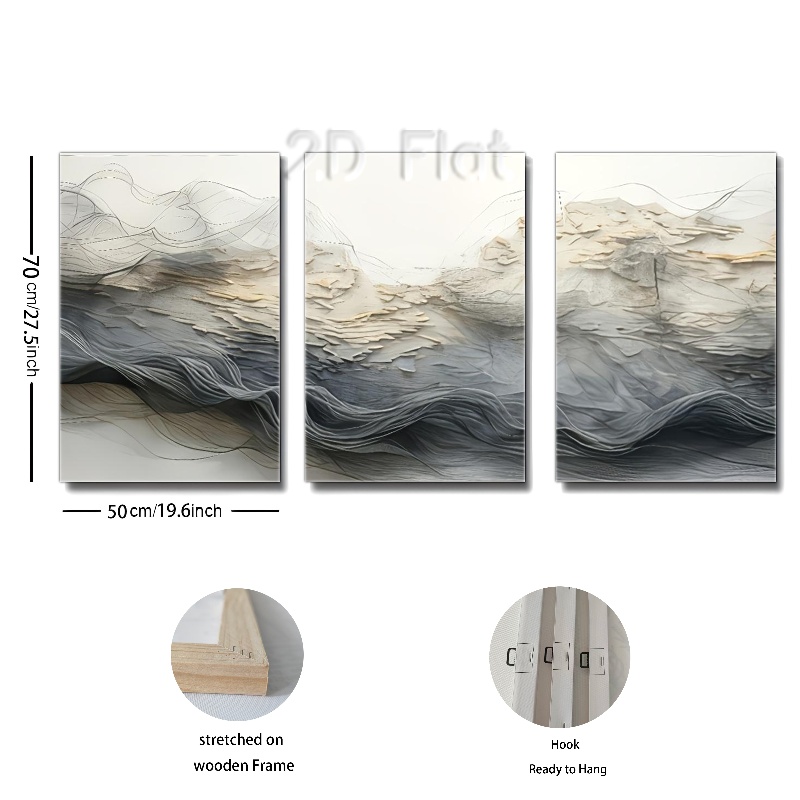 2D Flat
70 cm/27.5inch
50cm/19.6inch
stretched on
wooden Frame
Hook
Ready to Hang